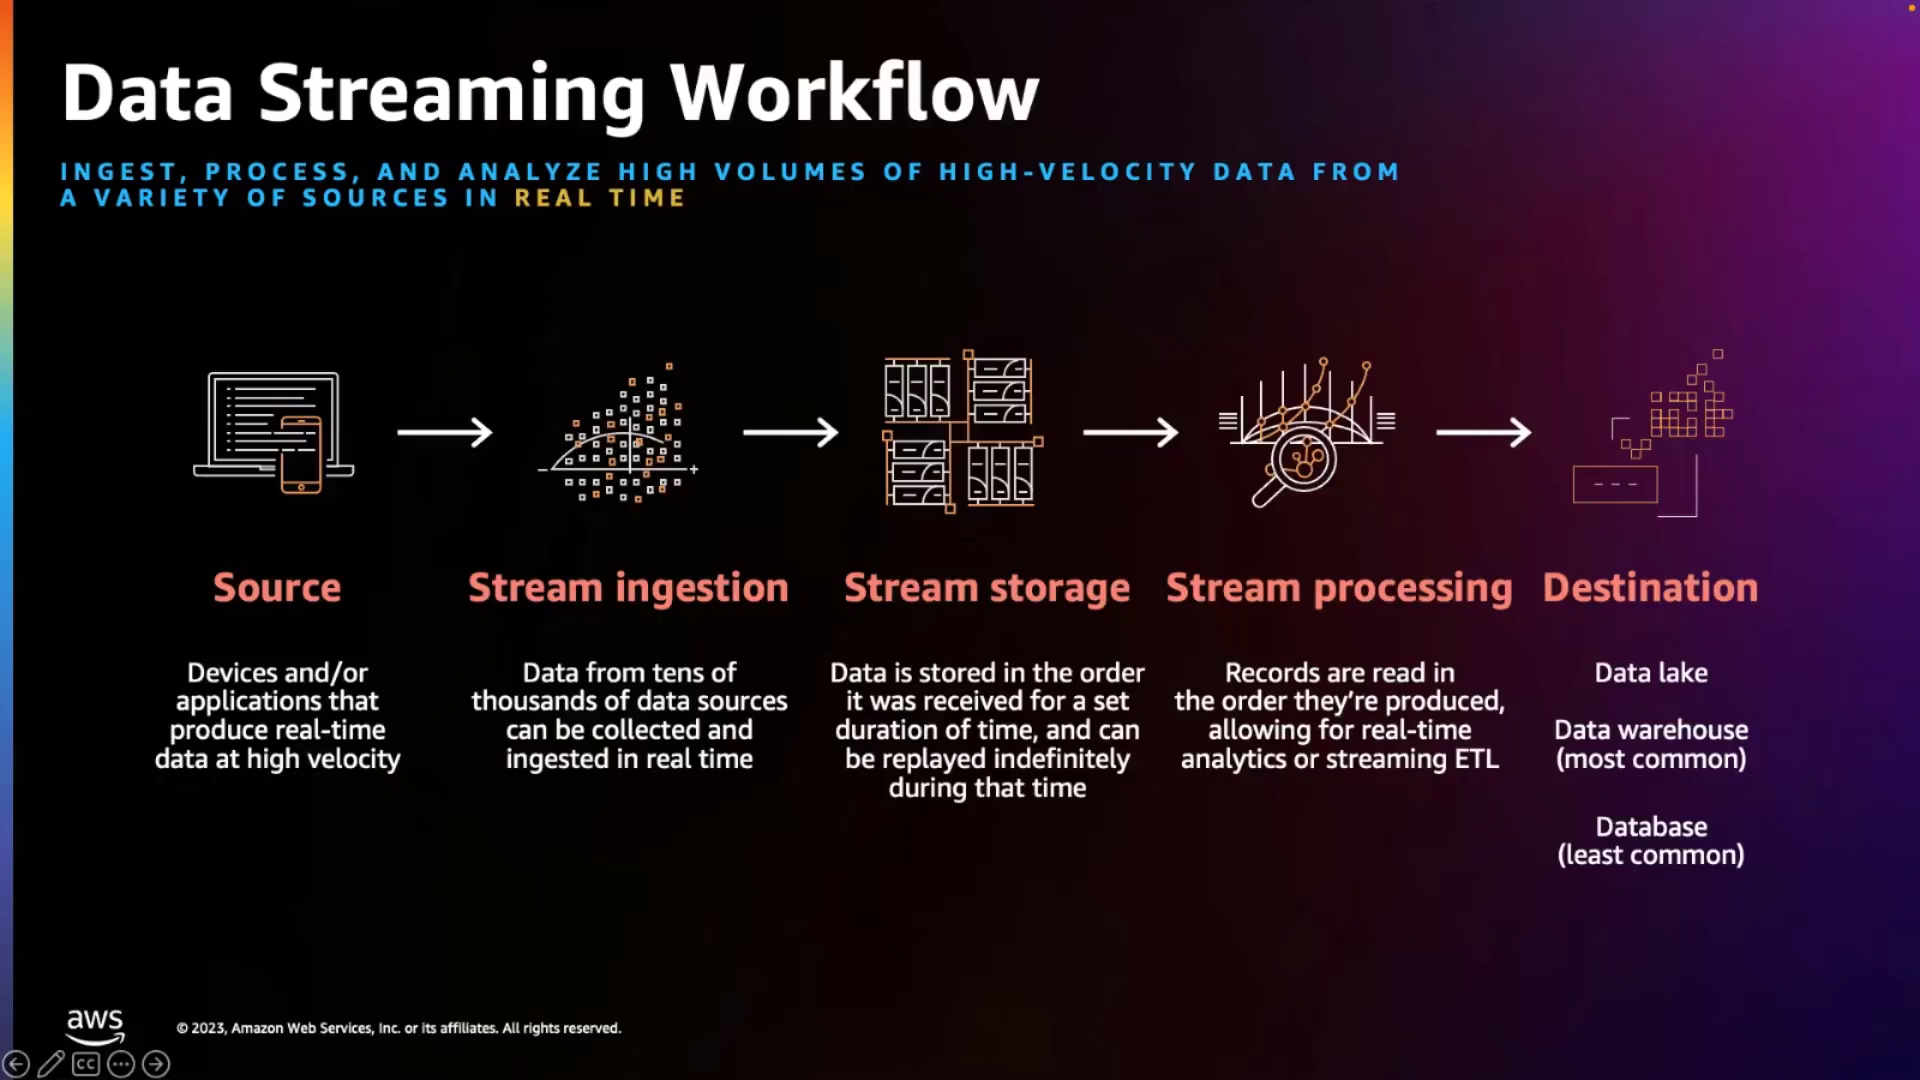 Data Streaming Workflow
INGEST, PROCESS, AND ANALYZE HIGH VOLUMES OF HIGH-VELOCITY DATA FROM
A VARIETY OF SOURCES IN REAL TIME
Source
Devices and/or
applications that
produce real-time
data at high velocity
Stream ingestion
Data from tens of
thousands of data sources
can be collected and
ingested in real time
Stream storage
Data is stored in the order
it was received for a set
duration of time, and can
be replayed indefinitely
during that time
Stream processing
Records are read in
the order they’re produced,
allowing for real-time
analytics or streaming ETL
Destination
Data lake
Data warehouse
(most common)
Database
(least common)
aws
© 2023, Amazon Web Services, Inc. or its affiliates. All rights reserved.
CC